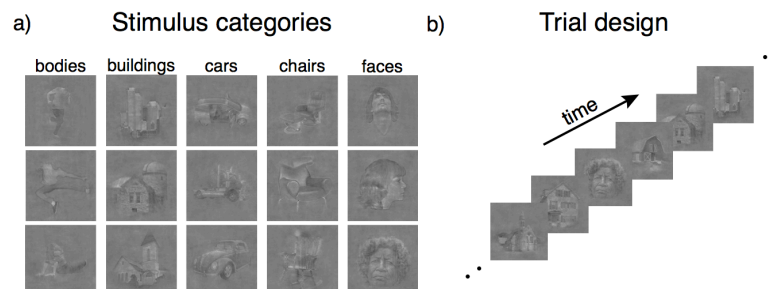 a) Stimulus categories
bodies buildings cars chairs faces
b) Trial design
time